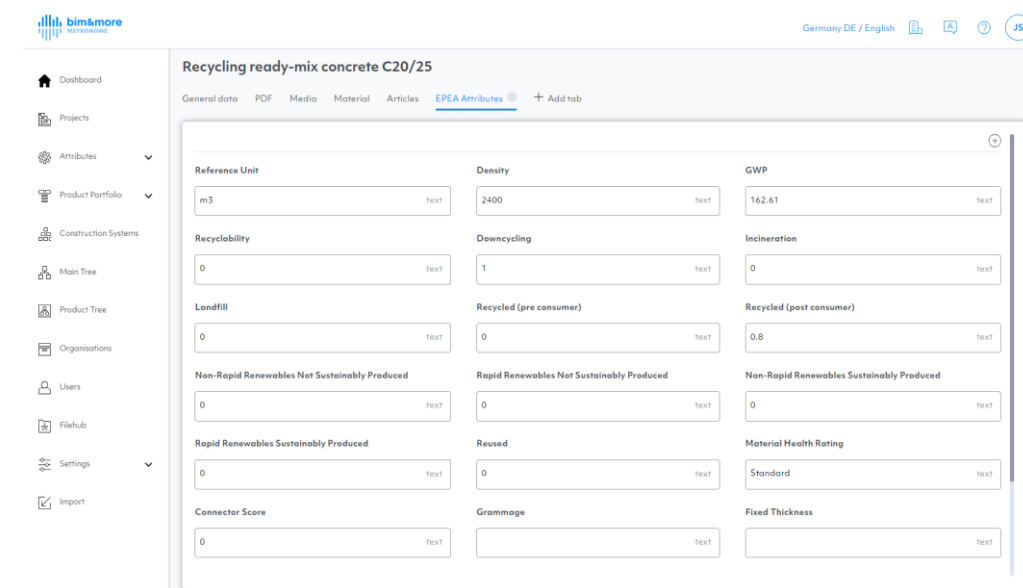 bim&more
METRONOME
Germany DE / English
JS
Dashboard
Projects
Attributes
Product Portfolio
Construction Systems
Main Tree
Product Tree
Organisations
Users
Filehub
Settings
Import
Recycling ready-mix concrete C20/25
General data PDF Media Material Articles EPEA Attributes + Add tab
Reference Unit Density GWP
m3 text 2400 text 162.61 text
Recyclability Downcycling Incineration
0 text 1 text 0 text
Landfill Recycled (pre consumer) Recycled (post consumer)
0 text 0 text 0.8 text
Non-Rapid Renewables Not Sustainably Produced Rapid Renewables Not Sustainably Produced Non-Rapid Renewables Sustainably Produced
0 text 0 text 0 text
Rapid Renewables Sustainably Produced Reused Material Health Rating
0 text 0 text Standard text
Connector Score Grammage Fixed Thickness
0 text text text